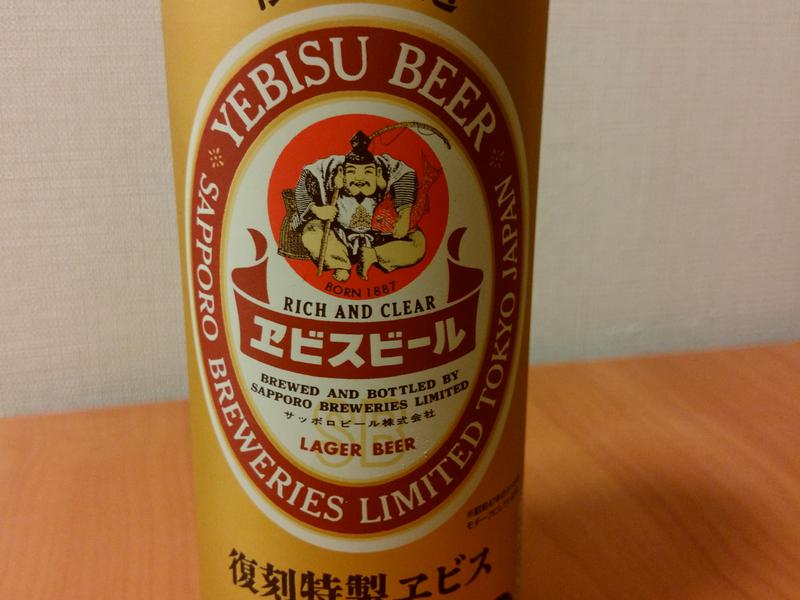 YEBISU BEER
BORN 1887
RICH AND CLEAR
ヱビスビール
BREWED AND BOTTLED BY
SAPPORO BREWERIES LIMITED
サッポロビール株式会社
SB
LAGER BEER
SAPPORO BREWERIES LIMITED TOKYO JAPAN
復刻特製ヱビス